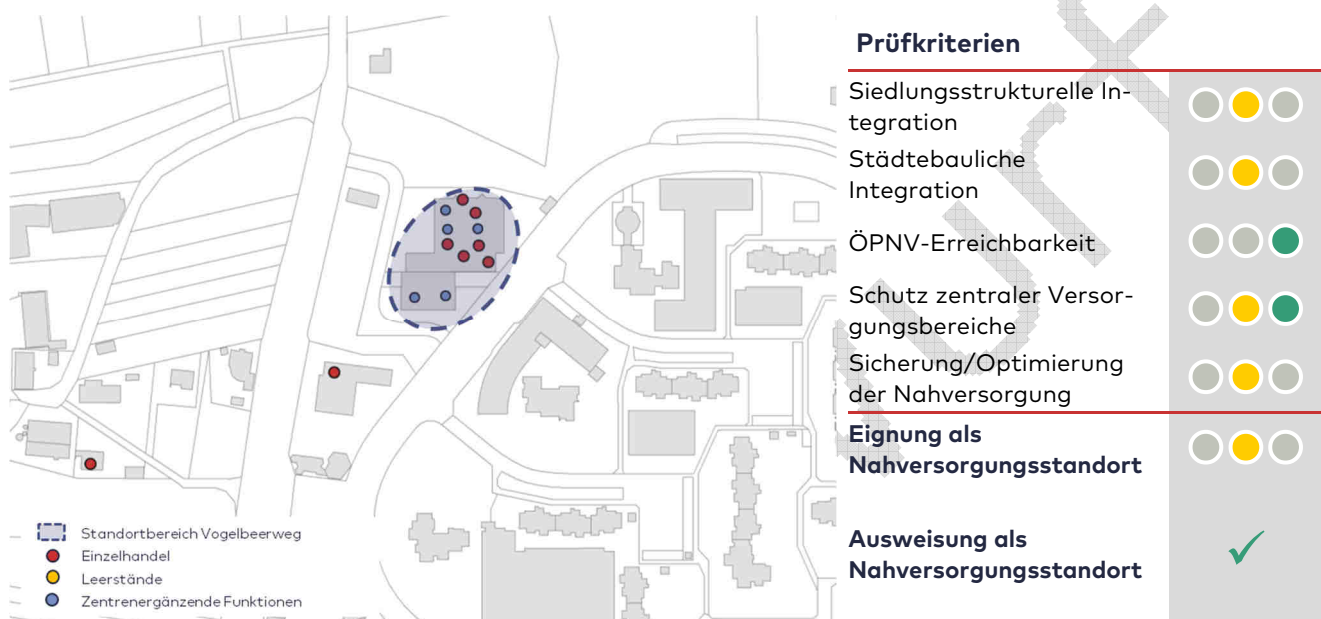 Prüfkriterien
Siedlungsstrukturelle In-
tegration
Städtebauliche
Integration
ÖPNV-Erreichbarkeit
Schutz zentraler Versor-
gungsbereiche
Sicherung/Optimierung
der Nahversorgung
Eignung als
Nahversorgungsstandort
Ausweisung als
Nahversorgungsstandort
Standortbereich Vogelbeerweg
Einzelhandel
Leerstände
Zentrenergänzende Funktionen